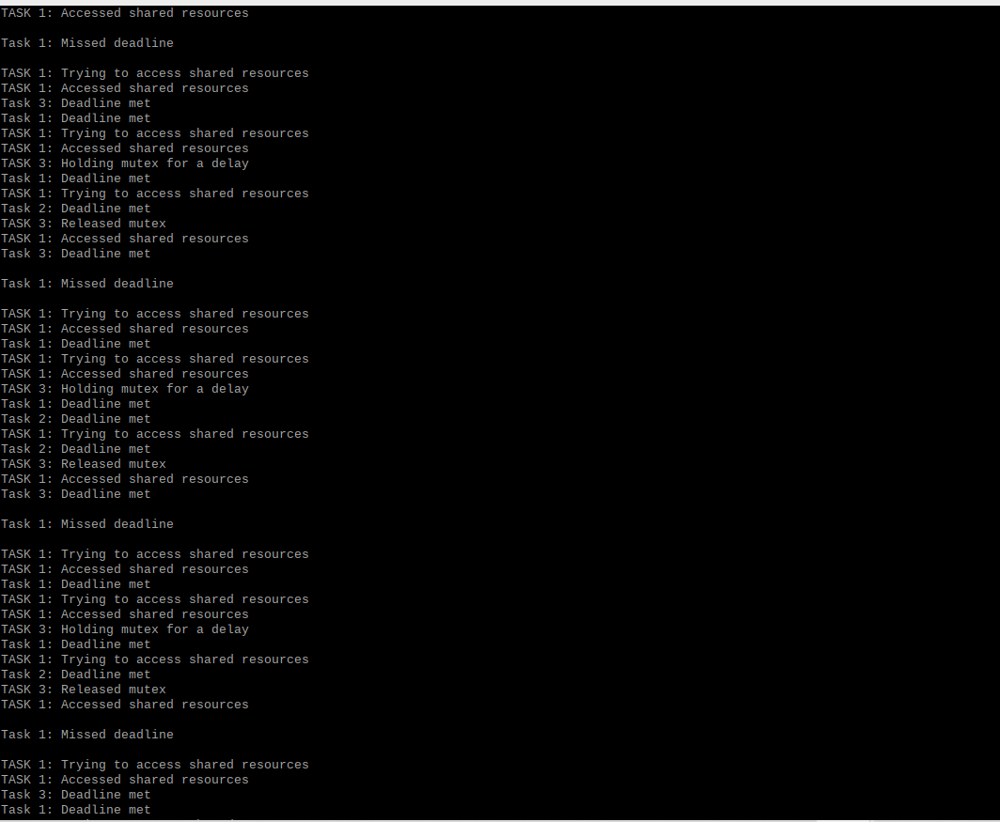 TASK 1: Accessed shared resources
Task 1: Missed deadline
TASK 1: Trying to access shared resources
TASK 1: Accessed shared resources
Task 3: Deadline met
Task 1: Deadline met
TASK 1: Trying to access shared resources
TASK 1: Accessed shared resources
TASK 3: Holding mutex for a delay
Task 1: Deadline met
TASK 1: Trying to access shared resources
Task 2: Deadline met
TASK 3: Released mutex
TASK 1: Accessed shared resources
Task 3: Deadline met
Task 1: Missed deadline
TASK 1: Trying to access shared resources
TASK 1: Accessed shared resources
Task 1: Deadline met
TASK 1: Trying to access shared resources
TASK 1: Accessed shared resources
TASK 3: Holding mutex for a delay
Task 1: Deadline met
Task 2: Deadline met
TASK 1: Trying to access shared resources
Task 2: Deadline met
TASK 3: Released mutex
TASK 1: Accessed shared resources
Task 3: Deadline met
Task 1: Missed deadline
TASK 1: Trying to access shared resources
TASK 1: Accessed shared resources
Task 1: Deadline met
TASK 1: Trying to access shared resources
TASK 1: Accessed shared resources
TASK 3: Holding mutex for a delay
Task 1: Deadline met
TASK 1: Trying to access shared resources
Task 2: Deadline met
TASK 3: Released mutex
TASK 1: Accessed shared resources
Task 1: Missed deadline
TASK 1: Trying to access shared resources
TASK 1: Accessed shared resources
Task 3: Deadline met
Task 1: Deadline met